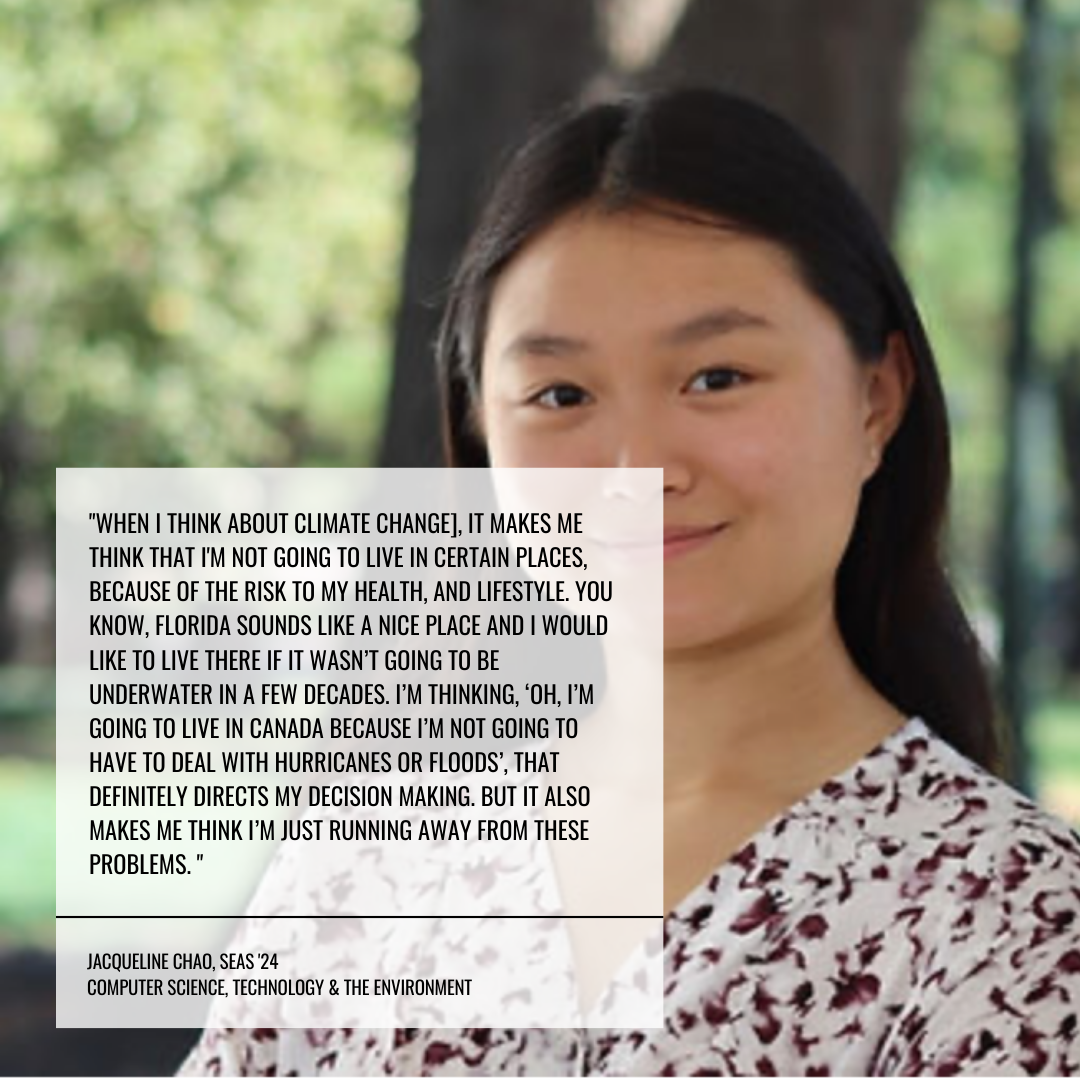 "WHEN I THINK ABOUT CLIMATE CHANGE], IT MAKES ME
THINK THAT I'M NOT GOING TO LIVE IN CERTAIN PLACES,
BECAUSE OF THE RISK TO MY HEALTH, AND LIFESTYLE. YOU
KNOW, FLORIDA SOUNDS LIKE A NICE PLACE AND I WOULD
LIKE TO LIVE THERE IF IT WASN’T GOING TO BE
UNDERWATER IN A FEW DECADES. I’M THINKING, ‘OH, I’M
GOING TO LIVE IN CANADA BECAUSE I’M NOT GOING TO
HAVE TO DEAL WITH HURRICANES OR FLOODS’, THAT
DEFINITELY DIRECTS MY DECISION MAKING. BUT IT ALSO
MAKES ME THINK I’M JUST RUNNING AWAY FROM THESE
PROBLEMS. "
JACQUELINE CHAO, SEAS '24
COMPUTER SCIENCE, TECHNOLOGY & THE ENVIRONMENT